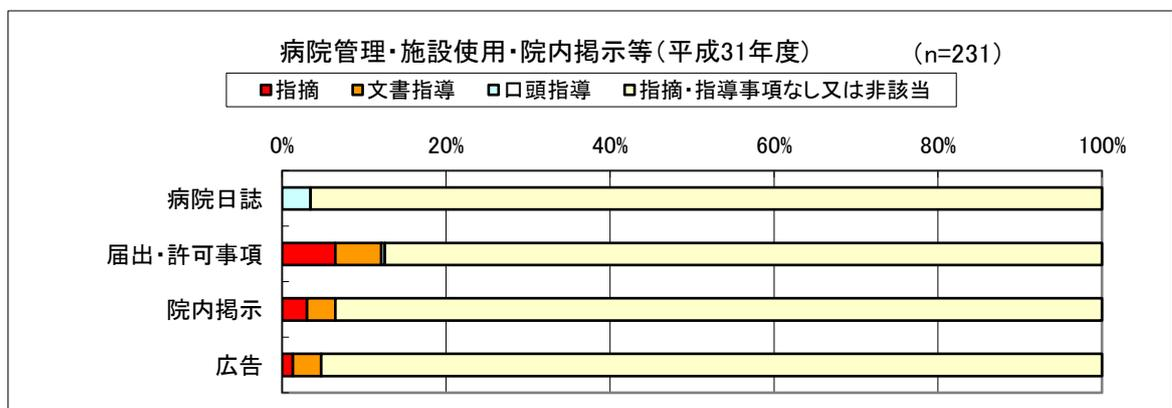 病院管理・施設使用・院内掲示等(平成31年度) (n=231)
指摘 文書指導 口頭指導 指摘・指導事項なし又は非該当
0% 20% 40% 60% 80% 100%
病院日誌
届出・許可事項
院内掲示
広告